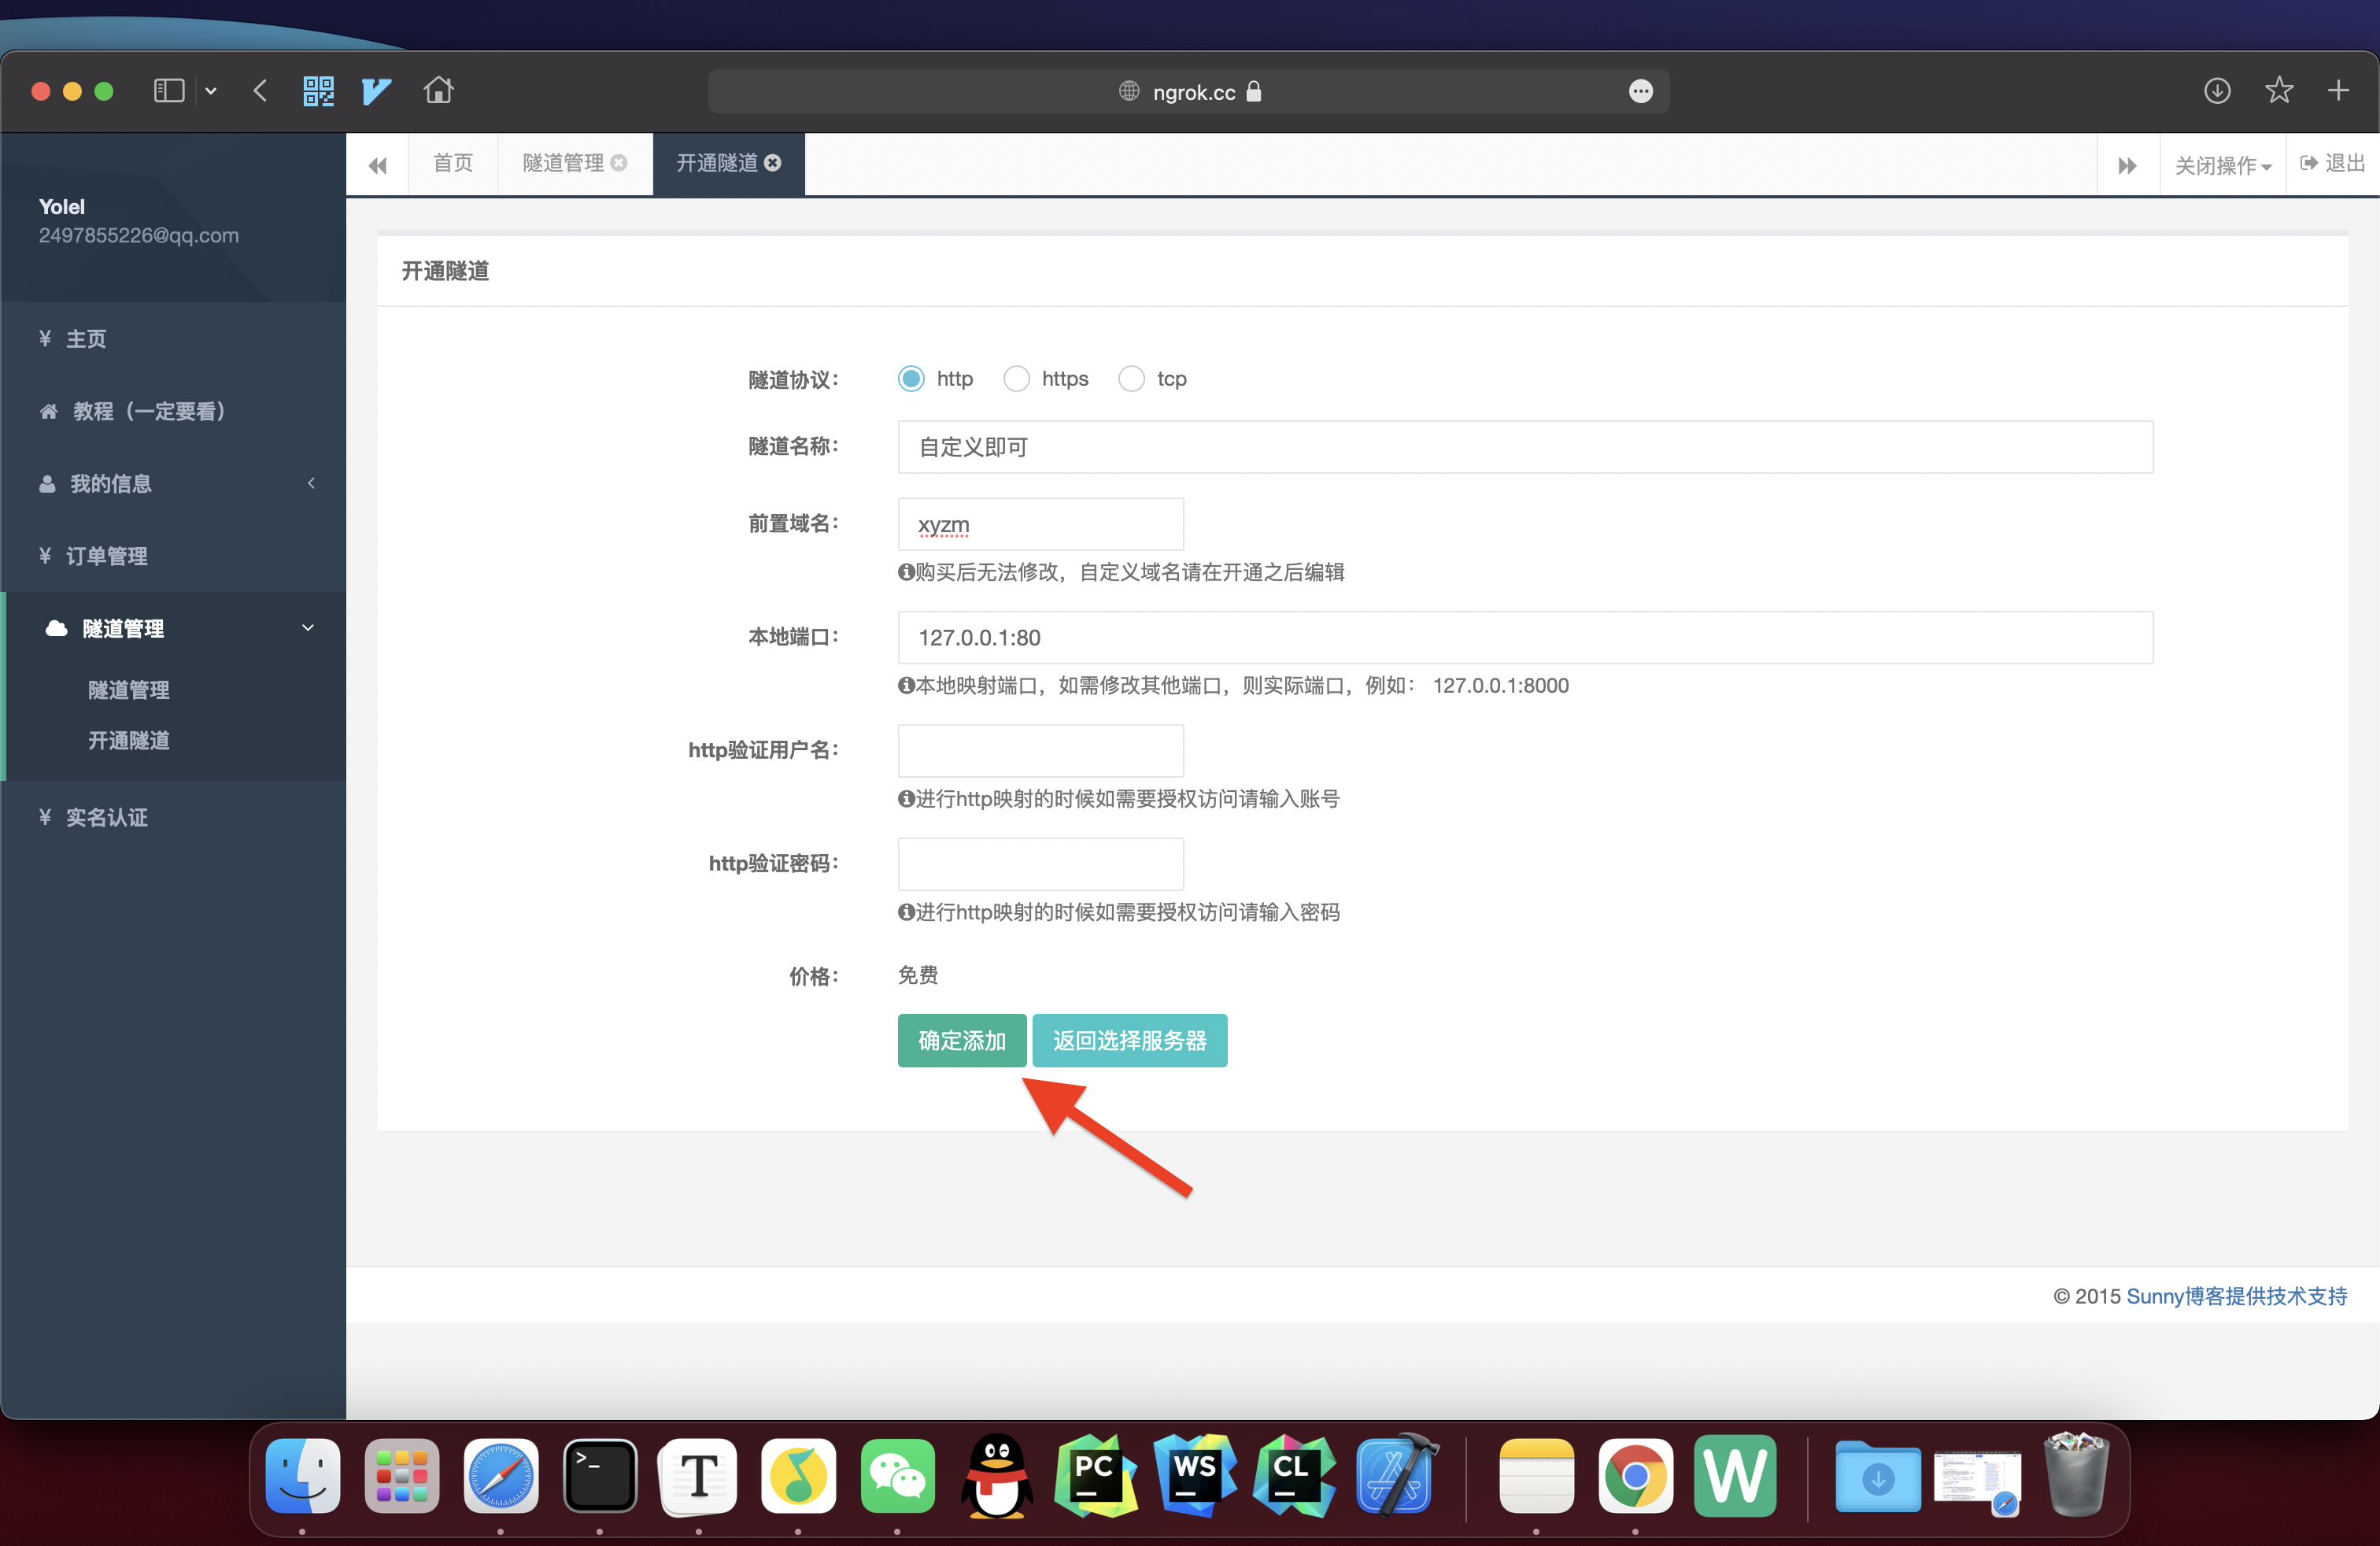 ngrok.cc
首页
隧道管理
开通隧道
关闭操作
退出
Yolel
2497855226@qq.com
¥ 主页
教程（一定要看）
我的信息
¥ 订单管理
隧道管理
隧道管理
开通隧道
¥ 实名认证
开通隧道
隧道协议： http https tcp
隧道名称： 自定义即可
前置域名： xyzm
购买后无法修改，自定义域名请在开通之后编辑
本地端口： 127.0.0.1:80
本地映射端口，如需修改其他端口，则实际端口，例如： 127.0.0.1:8000
http验证用户名：
进行http映射的时候如需要授权访问请输入账号
http验证密码：
进行http映射的时候如需要授权访问请输入密码
价格： 免费
确定添加 返回选择服务器
© 2015 Sunny博客提供技术支持
>_
T
PC
WS
CL
W